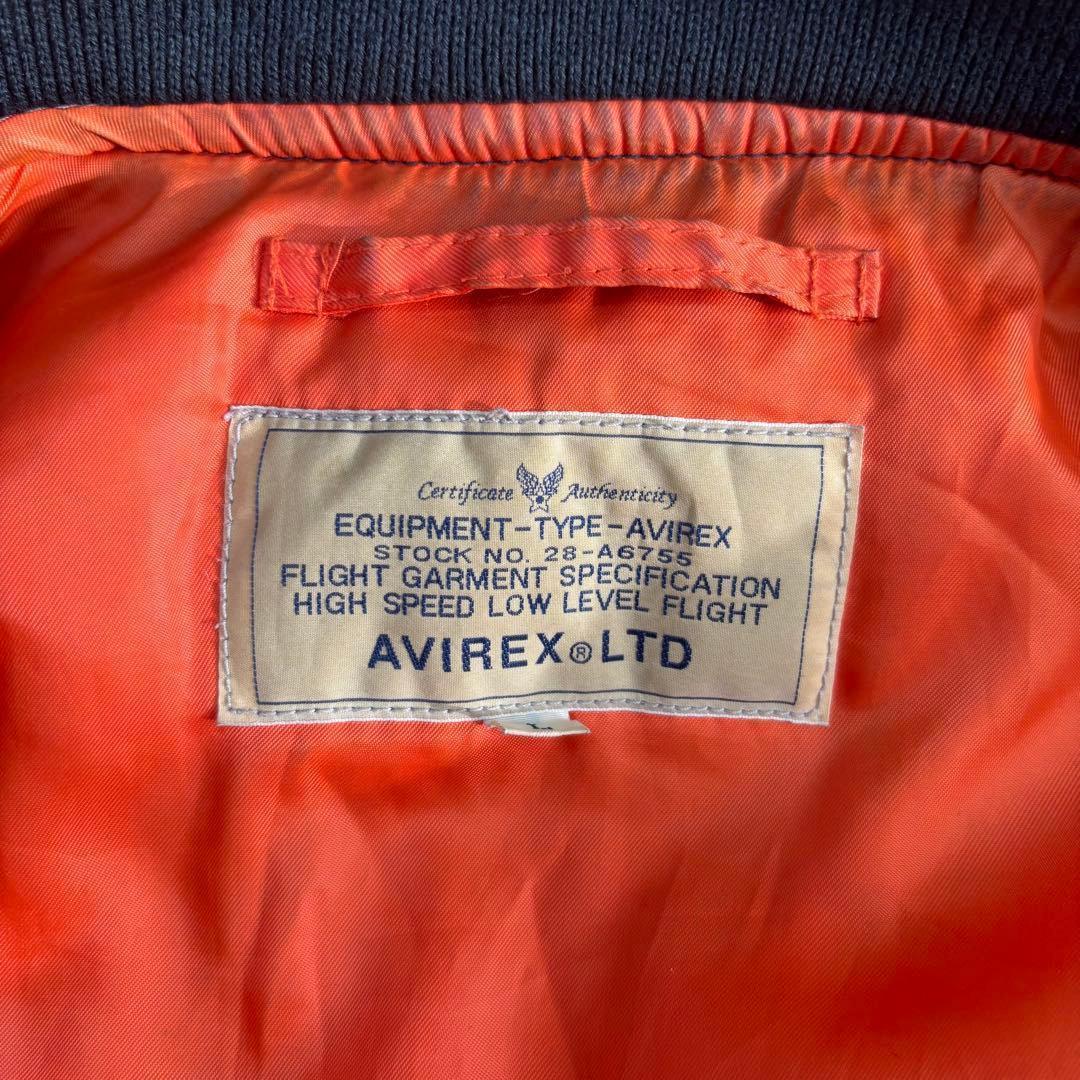 Certificate Authenticity
EQUIPMENT-TYPE-AVIREX
STOCK NO. 28-A6755
FLIGHT GARMENT SPECIFICATION
HIGH SPEED LOW LEVEL FLIGHT
AVIREX® LTD